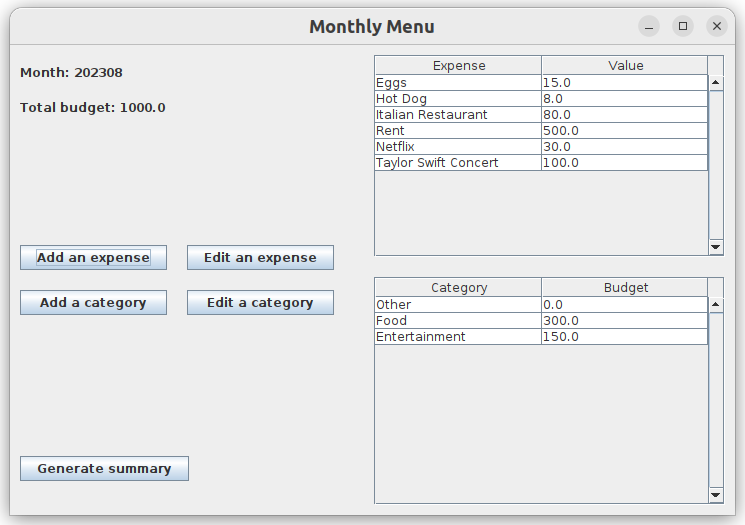 Monthly Menu
Month: 202308
Total budget: 1000.0
Add an expense Edit an expense
Add a category Edit a category
Generate summary
Expense Value
Eggs 15.0
Hot Dog 8.0
Italian Restaurant 80.0
Rent 500.0
Netflix 30.0
Taylor Swift Concert 100.0
Category Budget
Other 0.0
Food 300.0
Entertainment 150.0